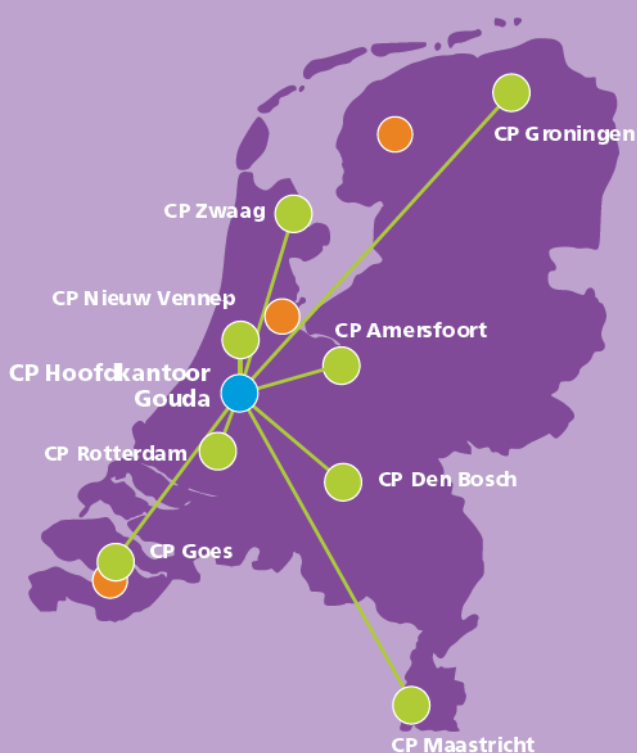 CP Groningen
CP Zwaag
CP Nieuw Vennep
CP Amersfoort
CP Hoofdkantoor
Gouda
CP Rotterdam
CP Den Bosch
CP Goes
CP Maastricht